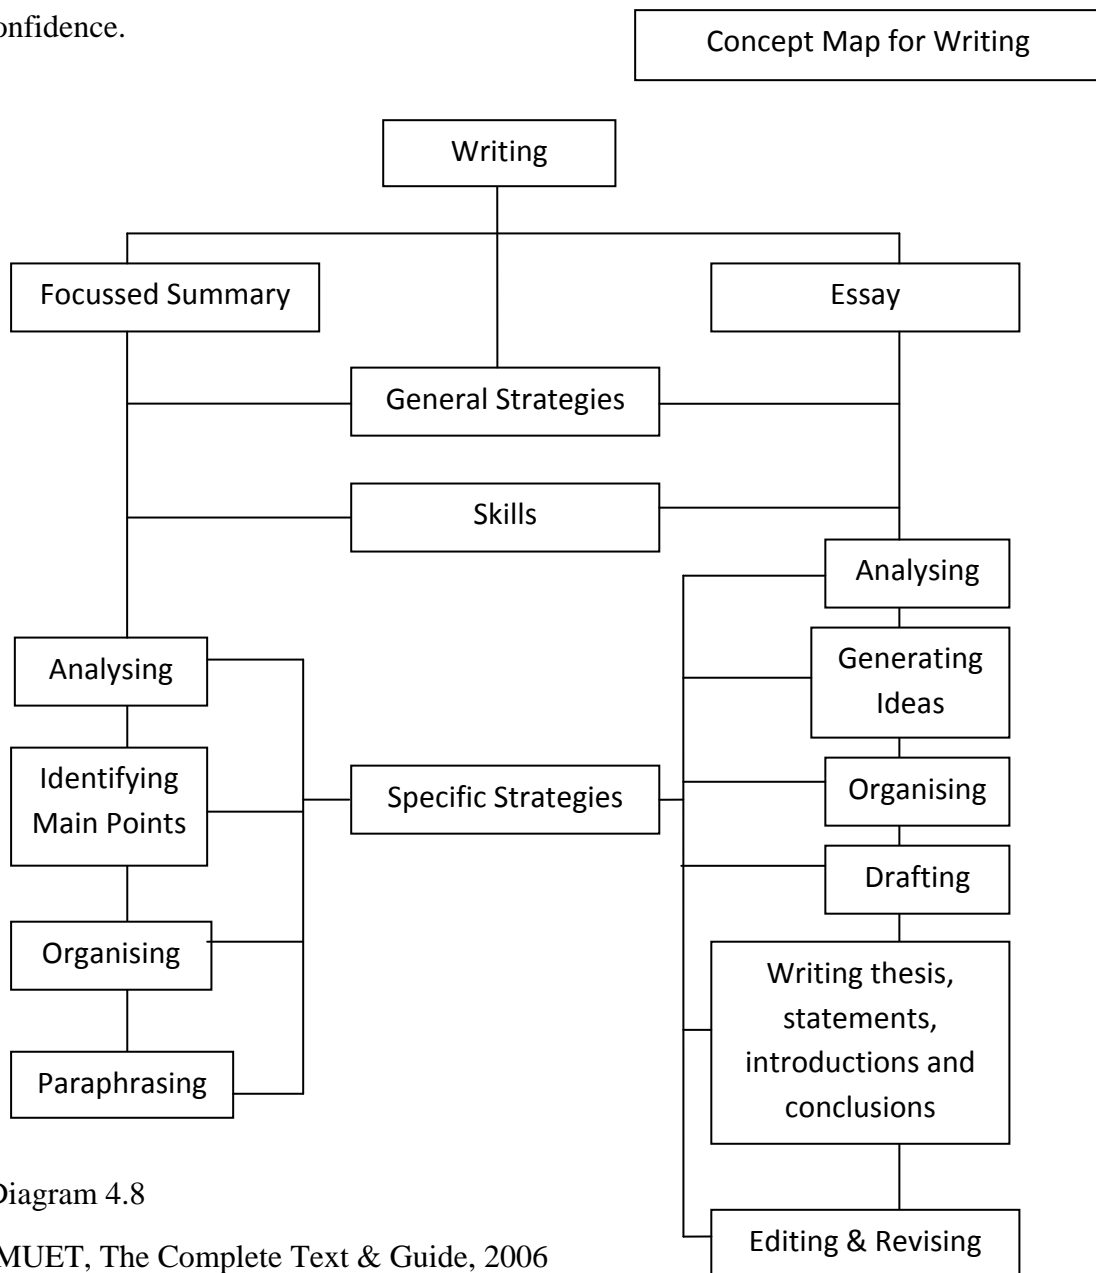 onfidence.
Concept Map for Writing
Writing
Focussed Summary
Essay
General Strategies
Skills
Analysing
Generating
Ideas
Organising
Drafting
Writing thesis,
statements,
introductions and
conclusions
Editing & Revising
Specific Strategies
Analysing
Identifying
Main Points
Organising
Paraphrasing
Diagram 4.8
MUET, The Complete Text & Guide, 2006